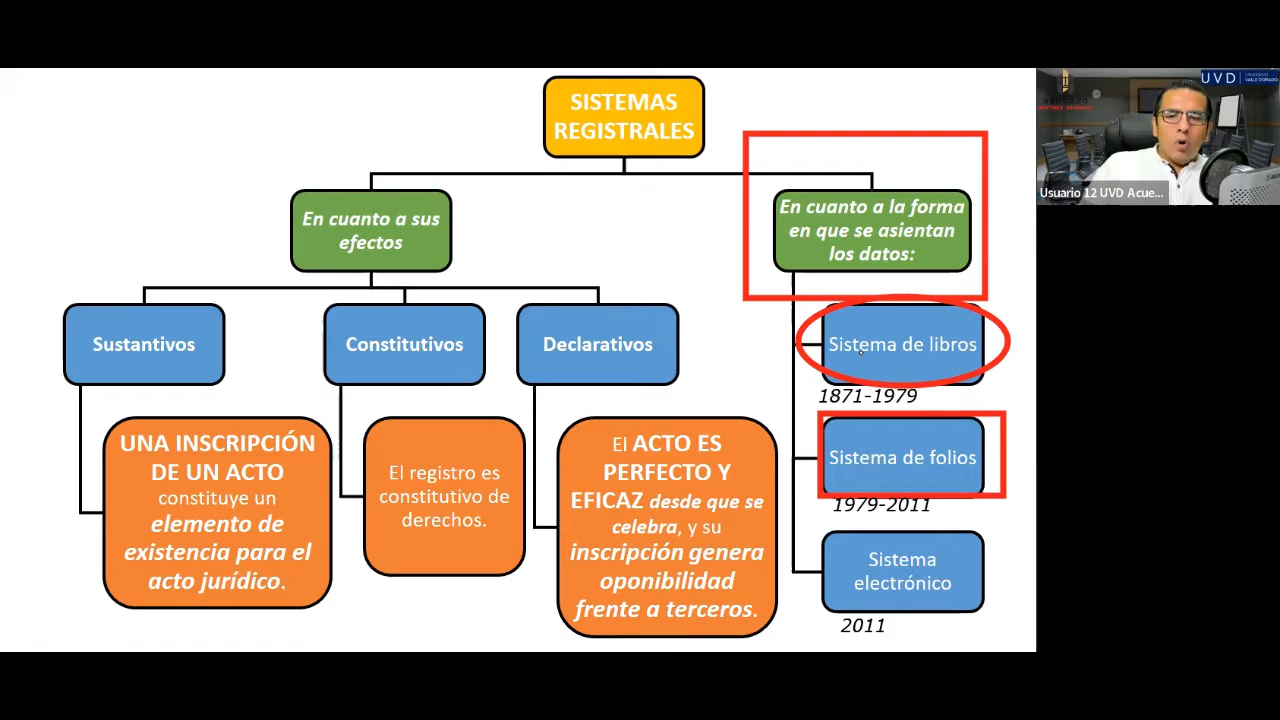 SISTEMAS
REGISTRALES
En cuanto a sus
efectos
Sustantivos
UNA INSCRIPCIÓN
DE UN ACTO
constituye un
elemento de
existencia para el
acto jurídico.
Constitutivos
El registro es
constitutivo de
derechos.
Declarativos
El ACTO ES
PERFECTO Y
EFICAZ desde que se
celebra, y su
inscripción genera
oponibilidad
frente a terceros.
En cuanto a la forma
en que se asientan
los datos:
Sistema de libros
1871-1979
Sistema de folios
1979-2011
Sistema
electrónico
2011
UVD
Usuario 12 UVD Acue...